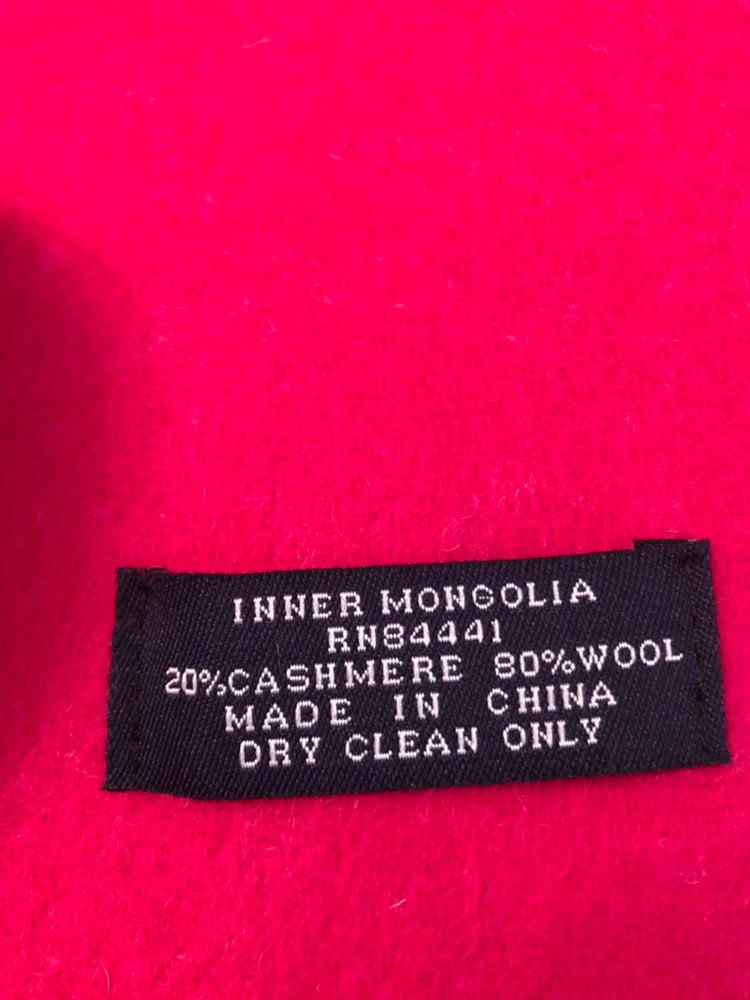 INNER MONGOLIA
RN84441
20%CASHMERE 80%WOOL
MADE IN CHINA
DRY CLEAN ONLY